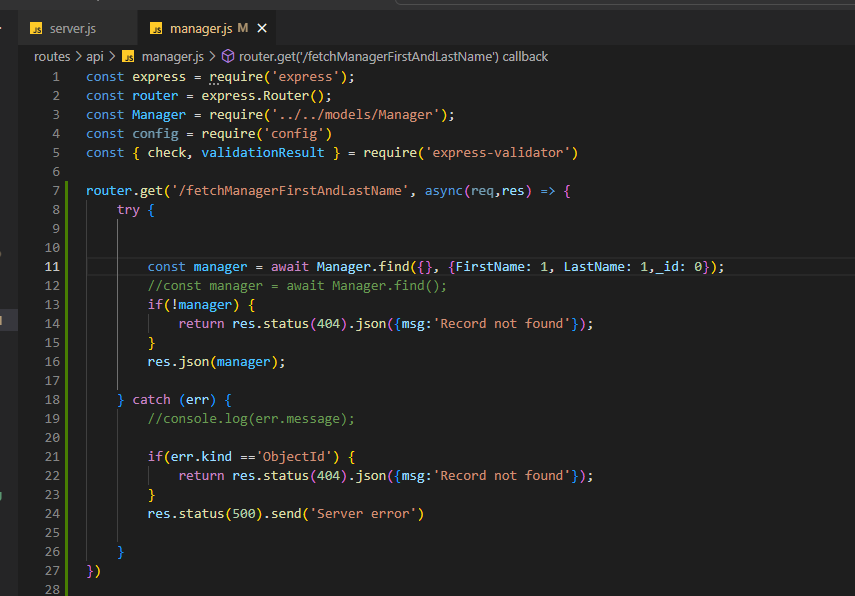 JS server.js JS manager.js M ×
routes > api > JS manager.js > router.get('/fetchManagerFirstAndLastName') callback
1 const express = require('express');
2 const router = express.Router();
3 const Manager = require('../../models/Manager');
4 const config = require('config')
5 const { check, validationResult } = require('express-validator')
6
7 router.get('/fetchManagerFirstAndLastName', async(req,res) => {
8 try {
9
10
11 const manager = await Manager.find({}, {FirstName: 1, LastName: 1,_id: 0});
12 //const manager = await Manager.find();
13 if(!manager) {
14 return res.status(404).json({msg:'Record not found'});
15 }
16 res.json(manager);
17
18 } catch (err) {
19 //console.log(err.message);
20
21 if(err.kind =='ObjectId') {
22 return res.status(404).json({msg:'Record not found'});
23 }
24 res.status(500).send('Server error')
25
26 }
27 })
28